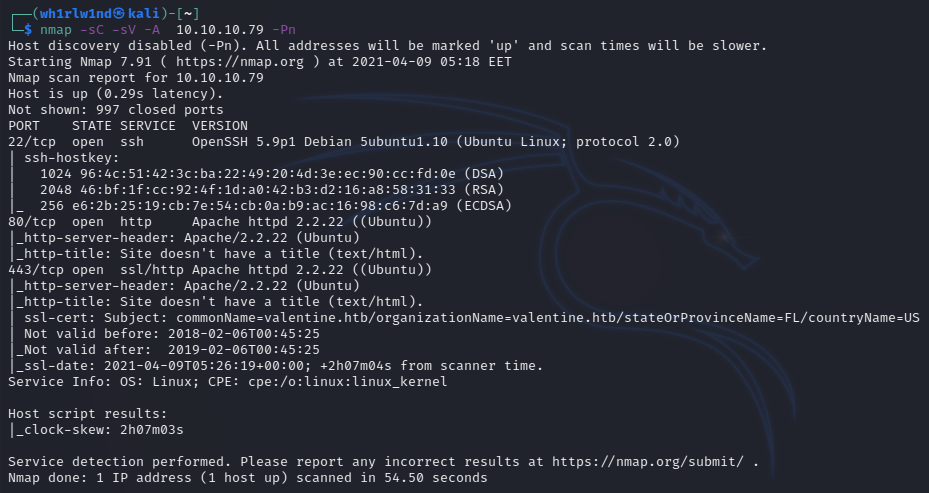 ┌──(wh1rlw1nd㉿kali)-[~]
└─$ nmap -sC -sV -A  10.10.10.79 -Pn
Host discovery disabled (-Pn). All addresses will be marked 'up' and scan times will be slower.
Starting Nmap 7.91 ( https://nmap.org ) at 2021-04-09 05:18 EET
Nmap scan report for 10.10.10.79
Host is up (0.29s latency).
Not shown: 997 closed ports
PORT    STATE SERVICE  VERSION
22/tcp  open  ssh      OpenSSH 5.9p1 Debian 5ubuntu1.10 (Ubuntu Linux; protocol 2.0)
| ssh-hostkey:
|   1024 96:4c:51:42:3c:ba:22:49:20:4d:3e:ec:90:cc:fd:0e (DSA)
|   2048 46:bf:1f:cc:92:4f:1d:a0:42:b3:d2:16:a8:58:31:33 (RSA)
|_  256 e6:2b:25:19:cb:7e:54:cb:0a:b9:ac:16:98:c6:7d:a9 (ECDSA)
80/tcp  open  http     Apache httpd 2.2.22 ((Ubuntu))
|_http-server-header: Apache/2.2.22 (Ubuntu)
|_http-title: Site doesn't have a title (text/html).
443/tcp open  ssl/http Apache httpd 2.2.22 ((Ubuntu))
|_http-server-header: Apache/2.2.22 (Ubuntu)
|_http-title: Site doesn't have a title (text/html).
| ssl-cert: Subject: commonName=valentine.htb/organizationName=valentine.htb/stateOrProvinceName=FL/countryName=US
| Not valid before: 2018-02-06T00:45:25
|_Not valid after:  2019-02-06T00:45:25
|_ssl-date: 2021-04-09T05:26:19+00:00; +2h07m04s from scanner time.
Service Info: OS: Linux; CPE: cpe:/o:linux:linux_kernel

Host script results:
|_clock-skew: 2h07m03s

Service detection performed. Please report any incorrect results at https://nmap.org/submit/ .
Nmap done: 1 IP address (1 host up) scanned in 54.50 seconds